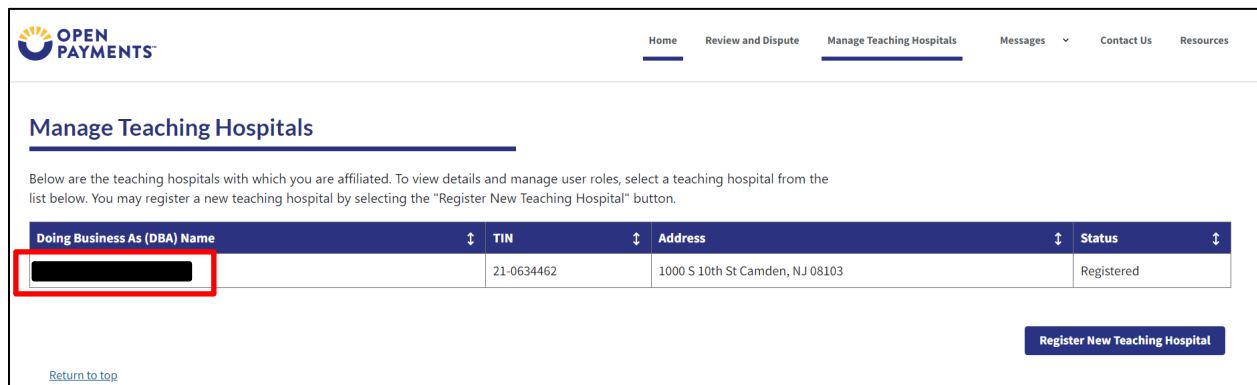 OPEN
PAYMENTS™
Home Review and Dispute Manage Teaching Hospitals Messages Contact Us Resources
Manage Teaching Hospitals
Below are the teaching hospitals with which you are affiliated. To view details and manage user roles, select a teaching hospital from the
list below. You may register a new teaching hospital by selecting the "Register New Teaching Hospital" button.
Doing Business As (DBA) Name TIN Address Status
21-0634462 1000 S 10th St Camden, NJ 08103 Registered
Register New Teaching Hospital
Return to top